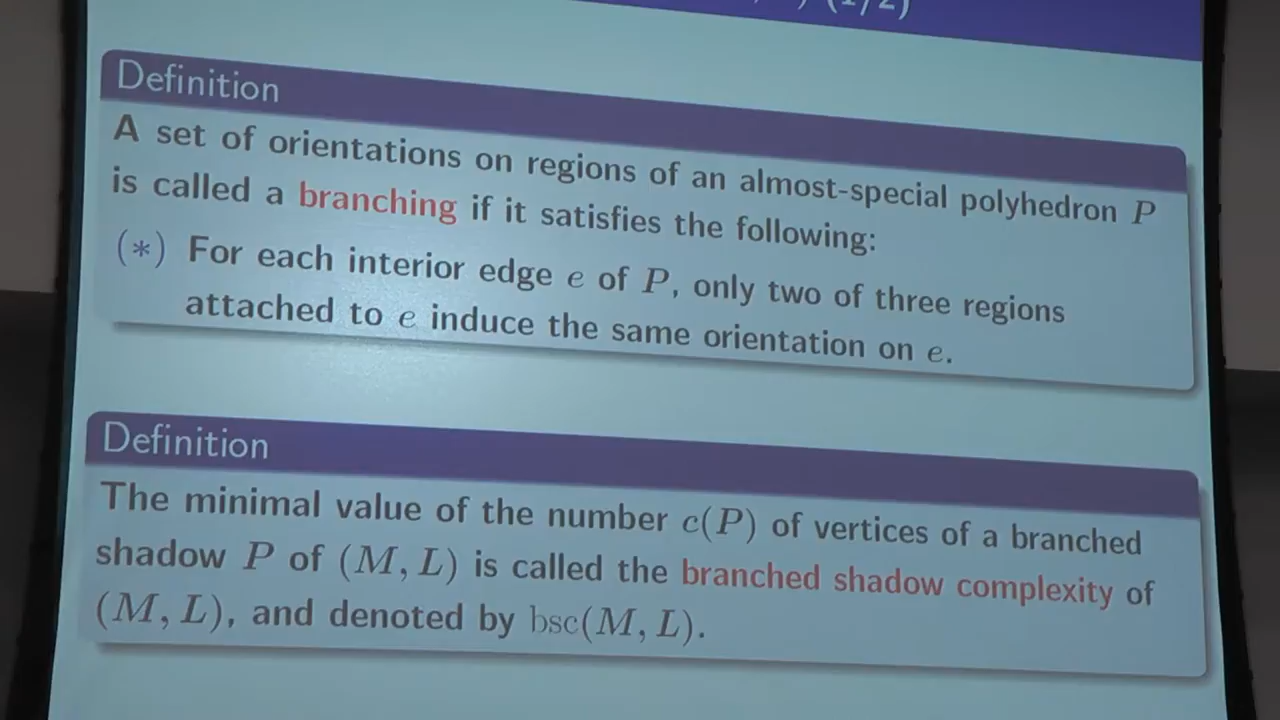 (1/2)
Definition
A set of orientations on regions of an almost-special polyhedron P
is called a branching if it satisfies the following:
(*) For each interior edge e of P, only two of three regions
attached to e induce the same orientation on e.
Definition
The minimal value of the number c(P) of vertices of a branched
shadow P of (M, L) is called the branched shadow complexity of
(M, L), and denoted by bsc(M, L).